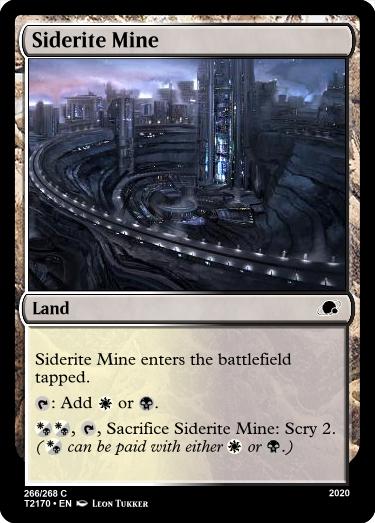 Siderite Mine
Land
Siderite Mine enters the battlefield
tapped.
: Add or .
, , Sacrifice Siderite Mine: Scry 2.
( can be paid with either or .)
266/268 C
2020
T2170 • EN Leon Tukker